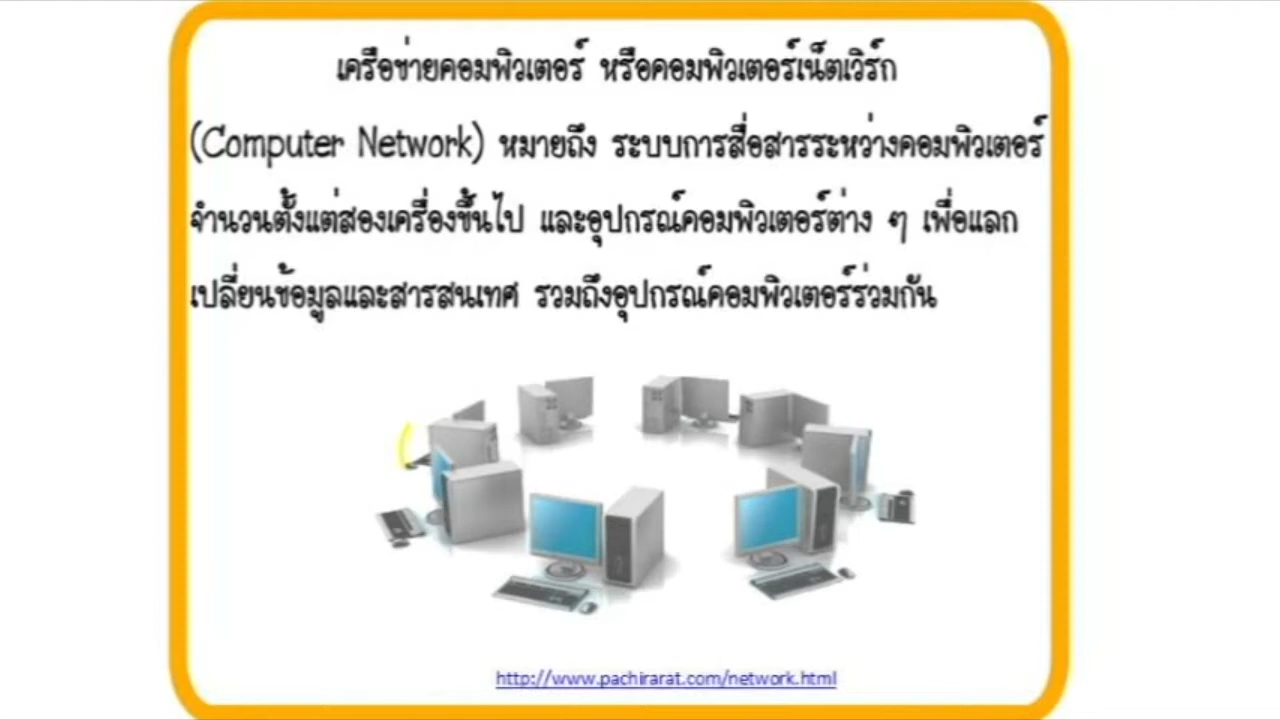 เครือข่ายคอมพิวเตอร์ หรือคอมพิวเตอร์เน็ตเวิร์ก
(Computer Network) หมายถึง ระบบการสื่อสารระหว่างคอมพิวเตอร์
จำนวนตั้งแต่สองเครื่องขึ้นไป และอุปกรณ์คอมพิวเตอร์ต่าง ๆ เพื่อแลก
เปลี่ยนข้อมูลและสารสนเทศ รวมถึงอุปกรณ์คอมพิวเตอร์ร่วมกัน
http://www.pachirarat.com/network.html